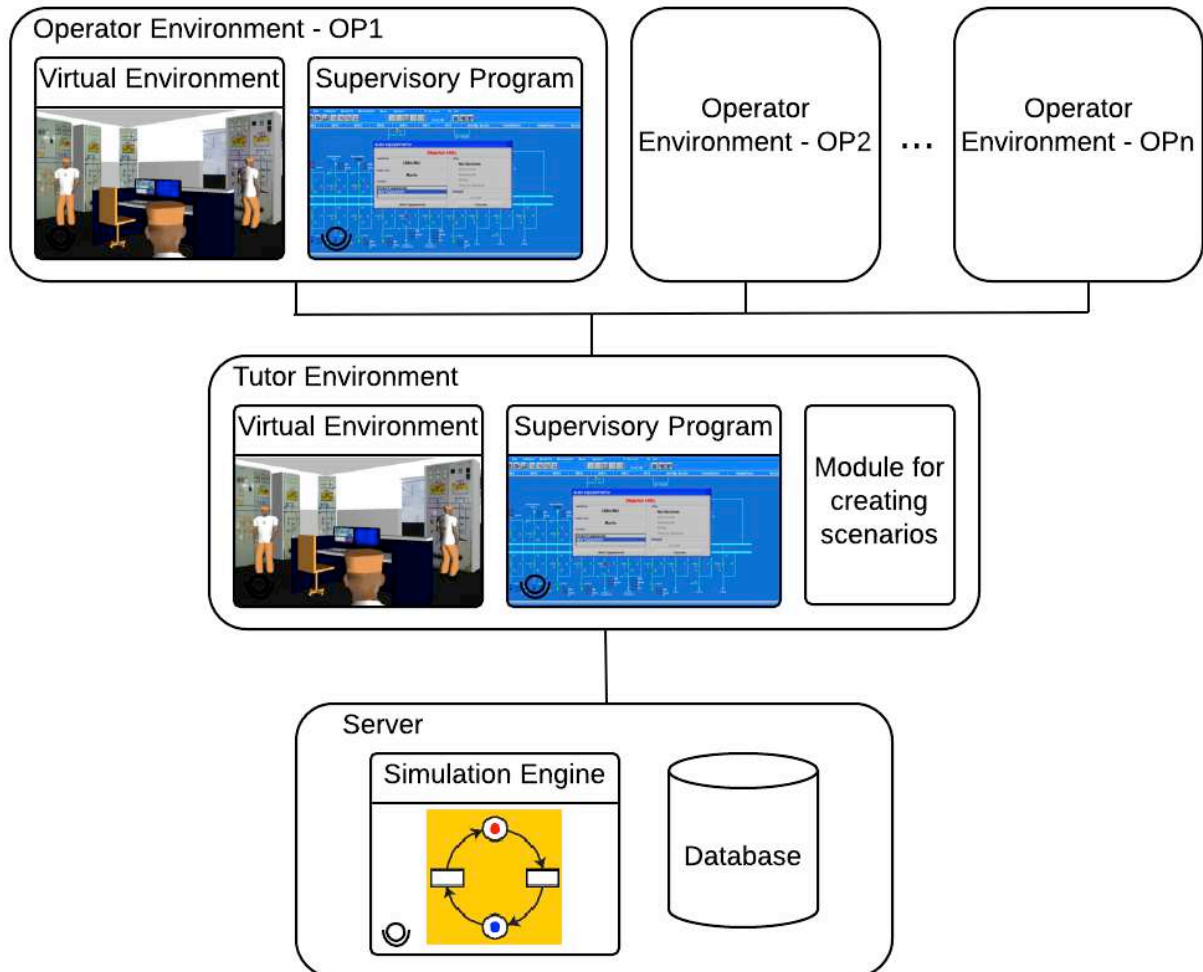 Operator Environment - OP1
Virtual Environment
Supervisory Program
Operator
Environment - OP2
...
Operator
Environment - OPn
Tutor Environment
Virtual Environment
Supervisory Program
Module for
creating
scenarios
Server
Simulation Engine
Database